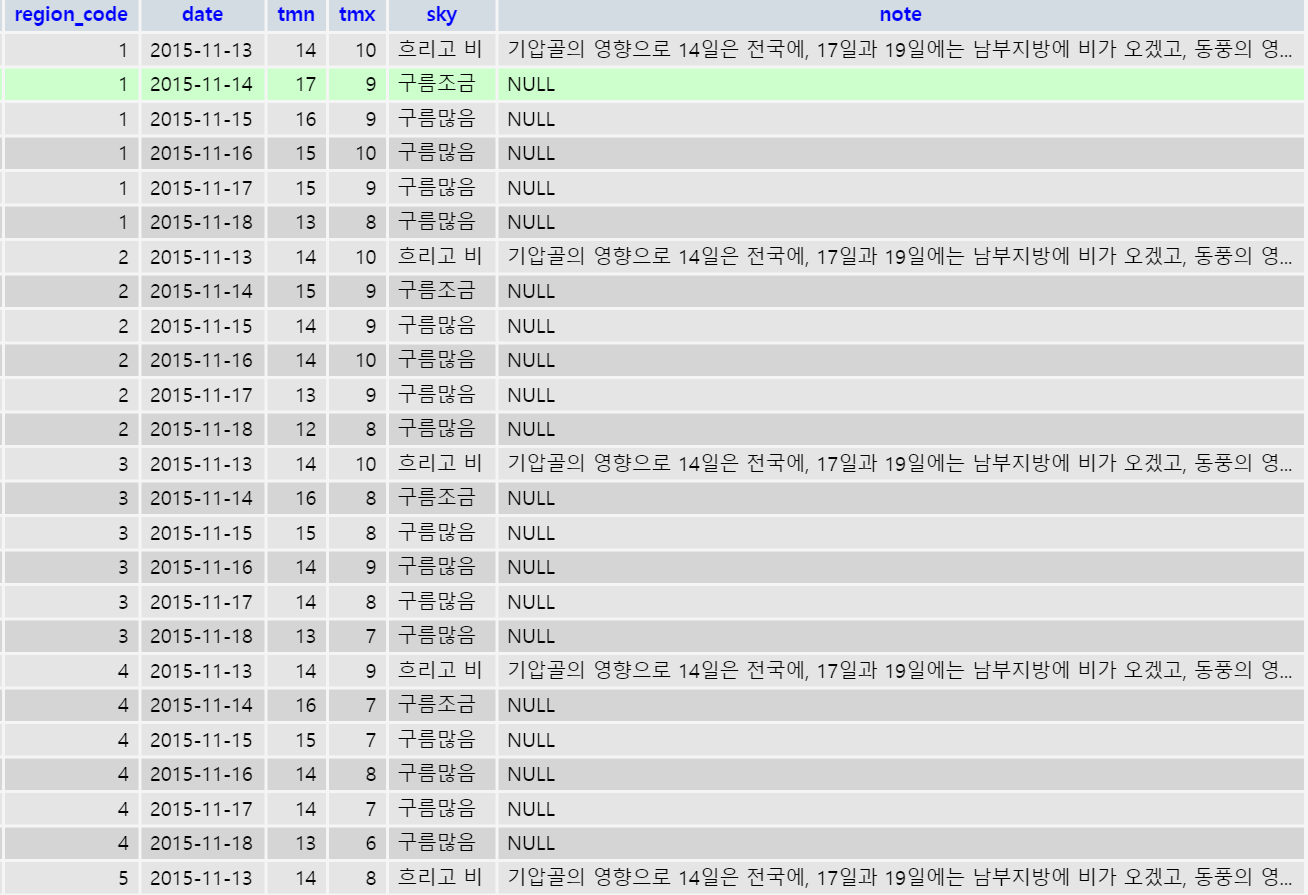 region_code date tmn tmx sky note
1 2015-11-13 14 10 흐리고 비 기압골의 영향으로 14일은 전국에, 17일과 19일에는 남부지방에 비가 오겠고, 동풍의 영...
1 2015-11-14 17 9 구름조금 NULL
1 2015-11-15 16 9 구름많음 NULL
1 2015-11-16 15 10 구름많음 NULL
1 2015-11-17 15 9 구름많음 NULL
1 2015-11-18 13 8 구름많음 NULL
2 2015-11-13 14 10 흐리고 비 기압골의 영향으로 14일은 전국에, 17일과 19일에는 남부지방에 비가 오겠고, 동풍의 영...
2 2015-11-14 15 9 구름조금 NULL
2 2015-11-15 14 9 구름많음 NULL
2 2015-11-16 14 10 구름많음 NULL
2 2015-11-17 13 9 구름많음 NULL
2 2015-11-18 12 8 구름많음 NULL
3 2015-11-13 14 10 흐리고 비 기압골의 영향으로 14일은 전국에, 17일과 19일에는 남부지방에 비가 오겠고, 동풍의 영...
3 2015-11-14 16 8 구름조금 NULL
3 2015-11-15 15 8 구름많음 NULL
3 2015-11-16 14 9 구름많음 NULL
3 2015-11-17 14 8 구름많음 NULL
3 2015-11-18 13 7 구름많음 NULL
4 2015-11-13 14 9 흐리고 비 기압골의 영향으로 14일은 전국에, 17일과 19일에는 남부지방에 비가 오겠고, 동풍의 영...
4 2015-11-14 16 7 구름조금 NULL
4 2015-11-15 15 7 구름많음 NULL
4 2015-11-16 14 8 구름많음 NULL
4 2015-11-17 14 7 구름많음 NULL
4 2015-11-18 13 6 구름많음 NULL
5 2015-11-13 14 8 흐리고 비 기압골의 영향으로 14일은 전국에, 17일과 19일에는 남부지방에 비가 오겠고, 동풍의 영...